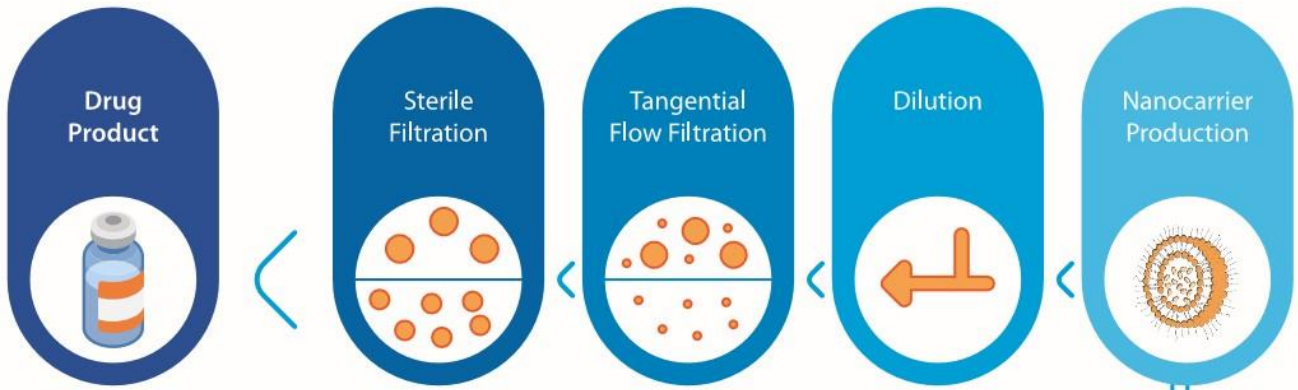 Drug
Product
Sterile
Filtration
Tangential
Flow Filtration
Dilution
Nanocarrier
Production